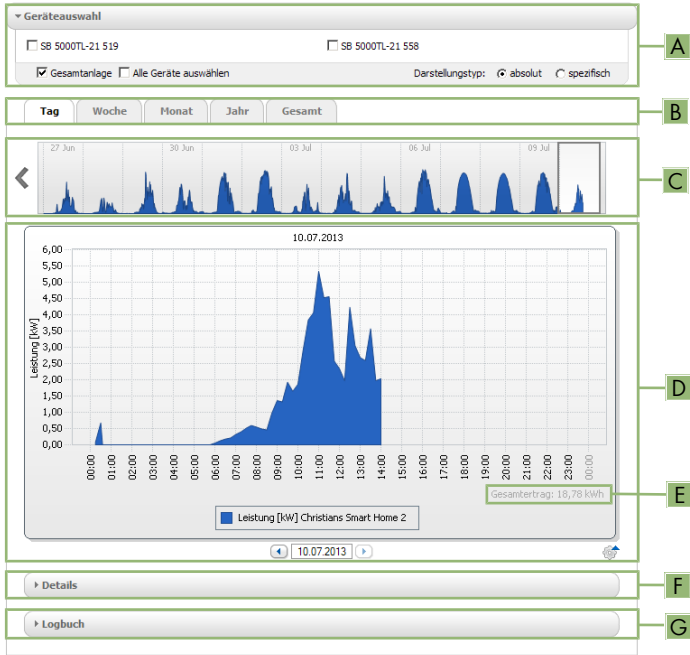 Geräteauswahl
SB 5000TL-21 519 SB 5000TL-21 558
A
Gesamtanlage Alle Geräte auswählen Darstellungstyp: absolut spezifisch
Tag Woche Monat Jahr Gesamt
B
27 Jun 30 Jun 03 Jul 06 Jul 09 Jul
C
10.07.2013
6,00
5,50
5,00
4,50
4,00
3,50
3,00
2,50
2,00
1,50
1,00
0,50
0,00
Leistung [kW]
D
00:00 01:00 02:00 03:00 04:00 05:00 06:00 07:00 08:00 09:00 10:00 11:00 12:00 13:00 14:00 15:00 16:00 17:00 18:00 19:00 20:00 21:00 22:00 23:00 00:00
Gesamtertrag: 18,78 kWh
E
Leistung [kW] Christians Smart Home 2
10.07.2013
Details
F
Logbuch
G